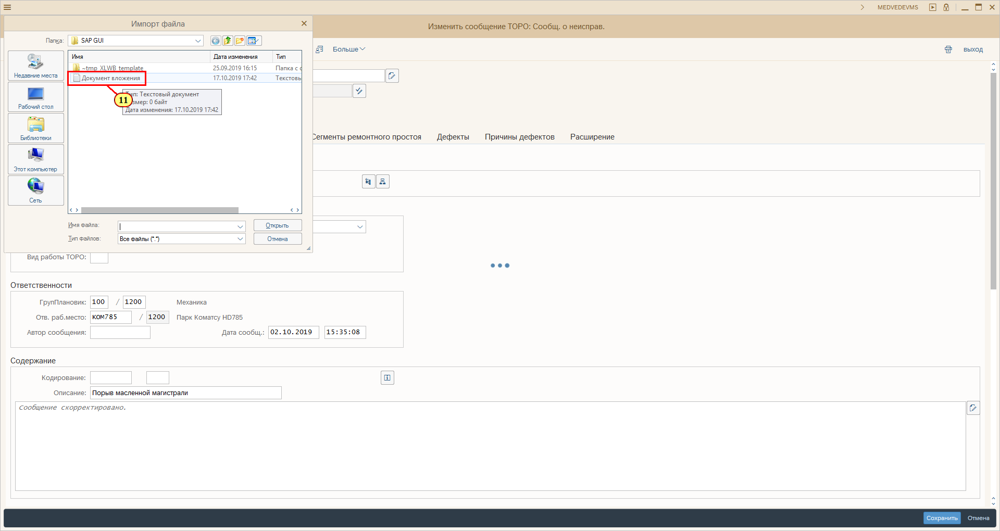 MEDVEDEVMS
Импорт файла
Изменить сообщение ТОРО: Сообщ. о неисправ.
Папка: SAP GUI
Больше
выход
Имя Дата изменения Тип
~tmp_XLWB_template 25.09.2019 16:15 Папка с
Документ вложения 17.10.2019 17:42 Текстовы
Недавние места
Рабочий стол
Библиотеки
Этот компьютер
Сеть
11
Тип: Текстовый документ
змер: 0 байт
Дата изменения: 17.10.2019 17:42
Сегменты ремонтного простоя Дефекты Причины дефектов Расширение
Имя файла: Открыть
Тип файлов: Все файлы (*.*) Отмена
Вид работы ТОРО:
Ответственности
ГрупПлановик: 100 / 1200 Механика
Отв. раб.место: KOM785 / 1200 Парк Коматсу HD785
Автор сообщения: Дата сообщ.: 02.10.2019 15:35:08
Содержание
Кодирование:
Описание: Порыв масленной магистрали
Сообщение скорректировано.
Сохранить Отмена